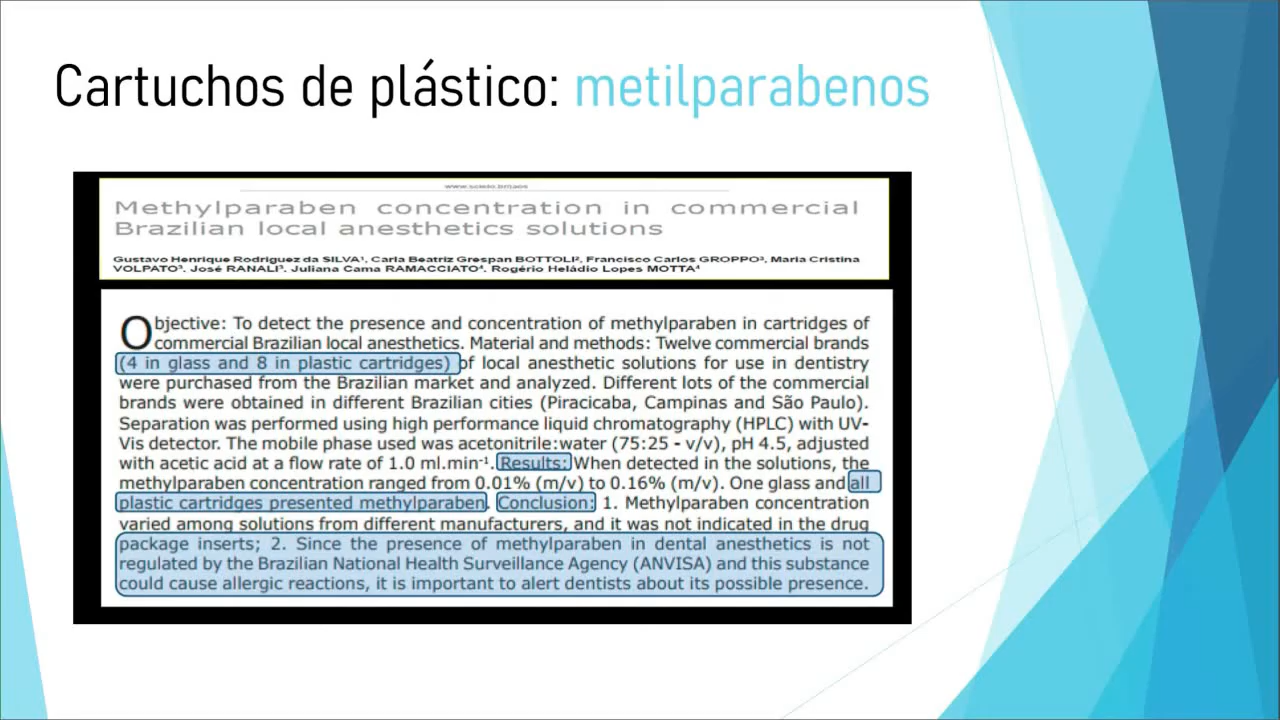 Cartuchos de plástico: metilparabenos
www.scielo.br/jaos
Methylparaben concentration in commercial
Brazilian local anesthetics solutions
Gustavo Henrique Rodriguez da SILVA¹, Carla Beatriz Grespan BOTTOLI², Francisco Carlos GROPPO³, Maria Cristina
VOLPATO³, José RANALI³, Juliana Cama RAMACCIATO⁴, Rogério Heládio Lopes MOTTA⁴
Objective: To detect the presence and concentration of methylparaben in cartridges of
commercial Brazilian local anesthetics. Material and methods: Twelve commercial brands
(4 in glass and 8 in plastic cartridges) of local anesthetic solutions for use in dentistry
were purchased from the Brazilian market and analyzed. Different lots of the commercial
brands were obtained in different Brazilian cities (Piracicaba, Campinas and São Paulo).
Separation was performed using high performance liquid chromatography (HPLC) with UV-
Vis detector. The mobile phase used was acetonitrile:water (75:25 - v/v), pH 4.5, adjusted
with acetic acid at a flow rate of 1.0 ml.min⁻¹. Results: When detected in the solutions, the
methylparaben concentration ranged from 0.01% (m/v) to 0.16% (m/v). One glass and all
plastic cartridges presented methylparaben. Conclusion: 1. Methylparaben concentration
varied among solutions from different manufacturers, and it was not indicated in the drug
package inserts; 2. Since the presence of methylparaben in dental anesthetics is not
regulated by the Brazilian National Health Surveillance Agency (ANVISA) and this substance
could cause allergic reactions, it is important to alert dentists about its possible presence.